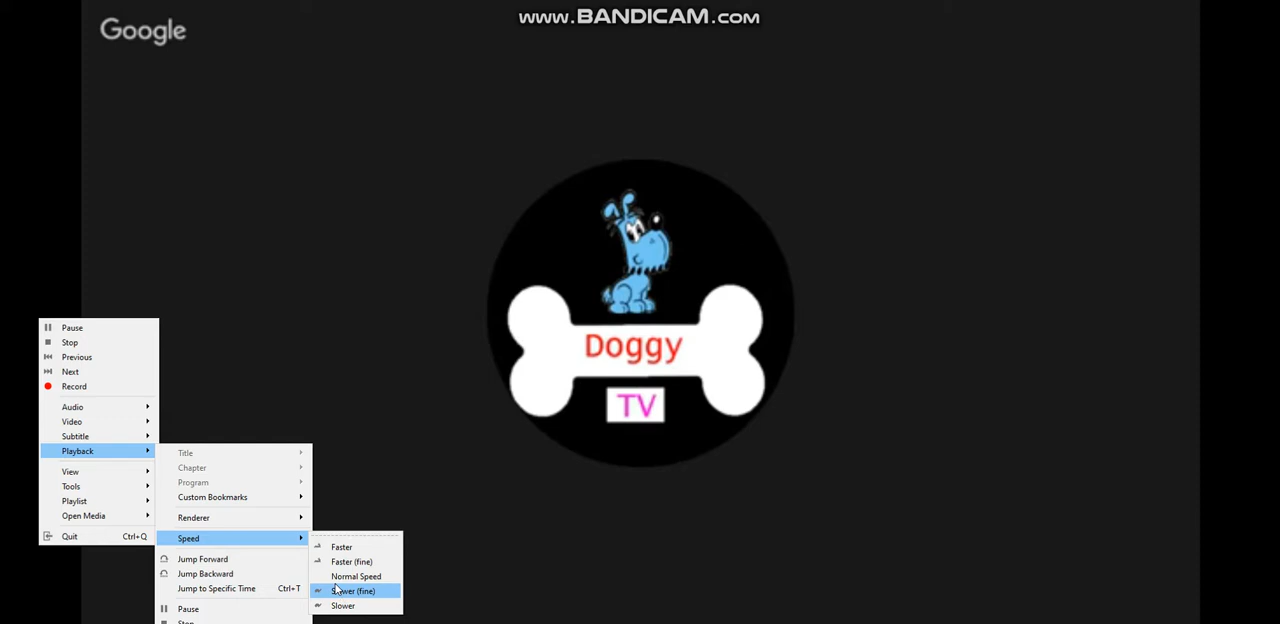 www.BANDICAM.com
Google
Doggy
TV
Pause
Stop
Previous
Next
Record
Audio
Video
Subtitle
Playback
View
Tools
Playlist
Open Media
Quit Ctrl+Q
Title
Chapter
Program
Custom Bookmarks
Renderer
Speed
Jump Forward
Jump Backward
Jump to Specific Time Ctrl+T
Pause
Stop
Faster
Faster (fine)
Normal Speed
Slower (fine)
Slower